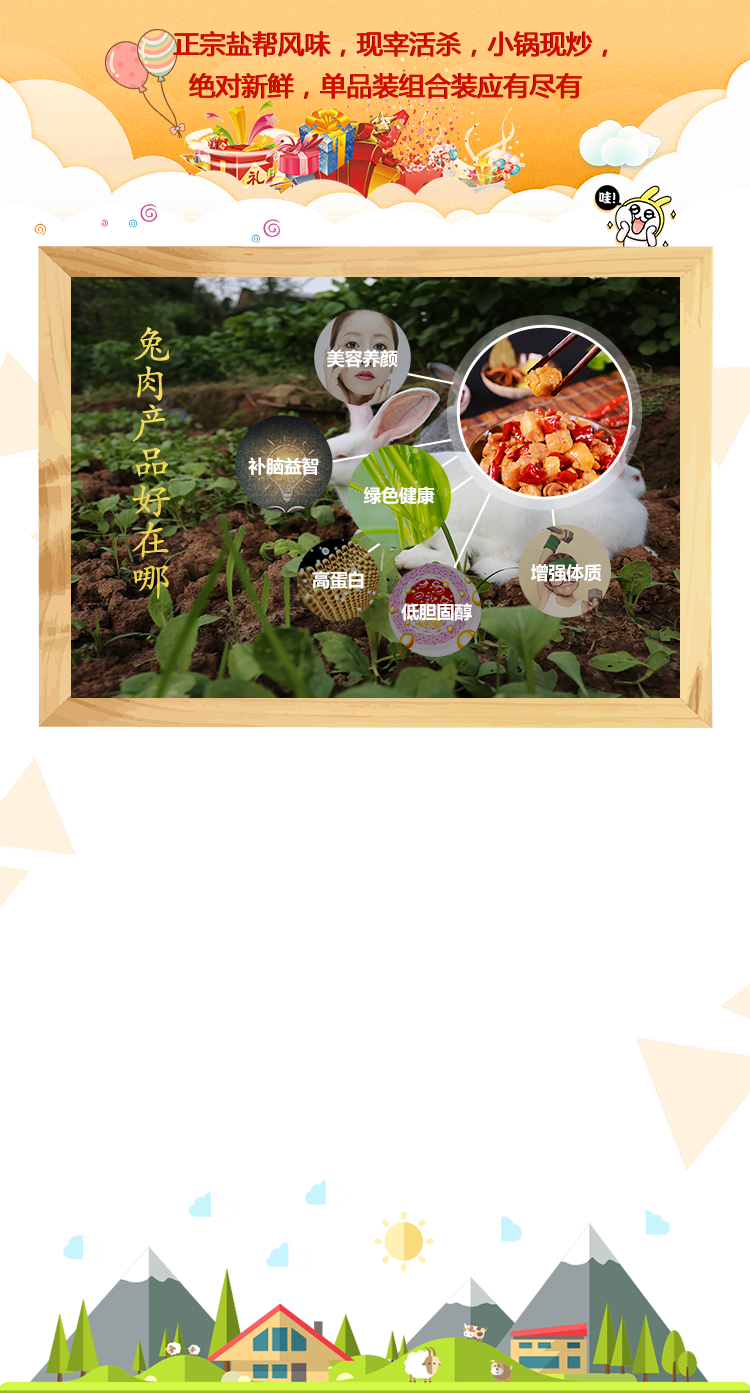 正宗盐帮风味，现宰活杀，小锅现炒，
绝对新鲜，单品装组合装应有尽有
礼
哇!
兔肉产品好在哪
美容养颜
补脑益智
绿色健康
高蛋白
低胆固醇
增强体质